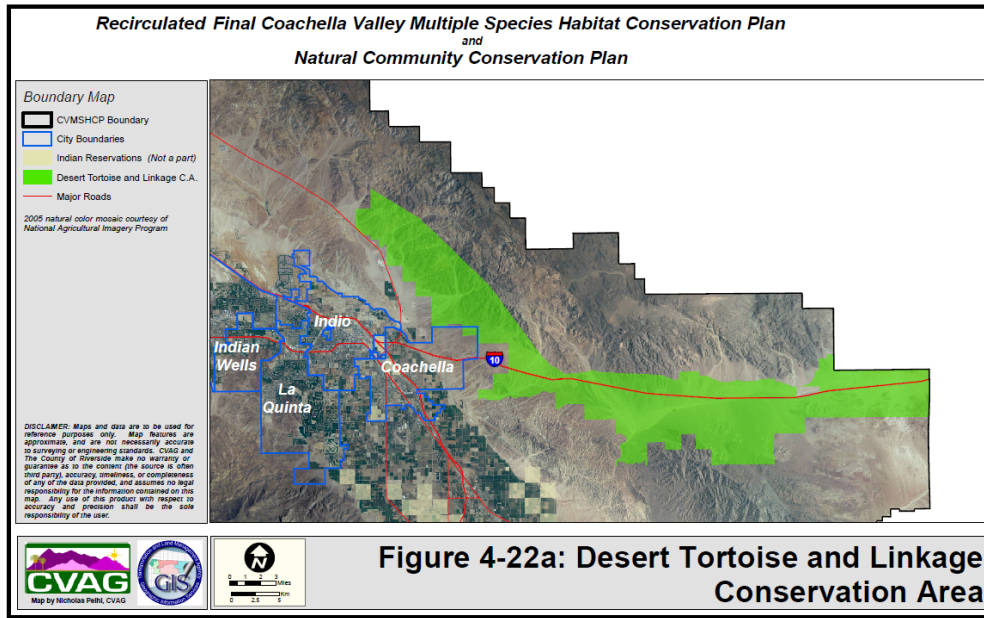 Recirculated Final Coachella Valley Multiple Species Habitat Conservation Plan
and
Natural Community Conservation Plan
Boundary Map
CVMSHCP Boundary
City Boundaries
Indian Reservations (Not a part)
Desert Tortoise and Linkage C.A.
Major Roads
2005 natural color mosaic courtesy of
National Agricultural Imagery Program
DISCLAIMER: Maps and data are to be used for
reference purposes only. Map features are
approximate, and are not necessarily accurate
to surveying or engineering standards. CVAG and
The County of Riverside make no warranty or
guarantee as to the content (the source is often
third party), accuracy, timeliness, or completeness
of any of the data provided, and assumes no legal
responsibility for the information contained on this
map. Any use of this product with respect to
accuracy and precision shall be the sole
responsibility of the user.
Indio
Indian
Wells
La
Quinta
Coachella
10
CVAG
Map by Nicholas Peihl, CVAG
GIS
N
0 1 2 3
Miles
Km
0 2.5 5
Figure 4-22a: Desert Tortoise and Linkage
Conservation Area